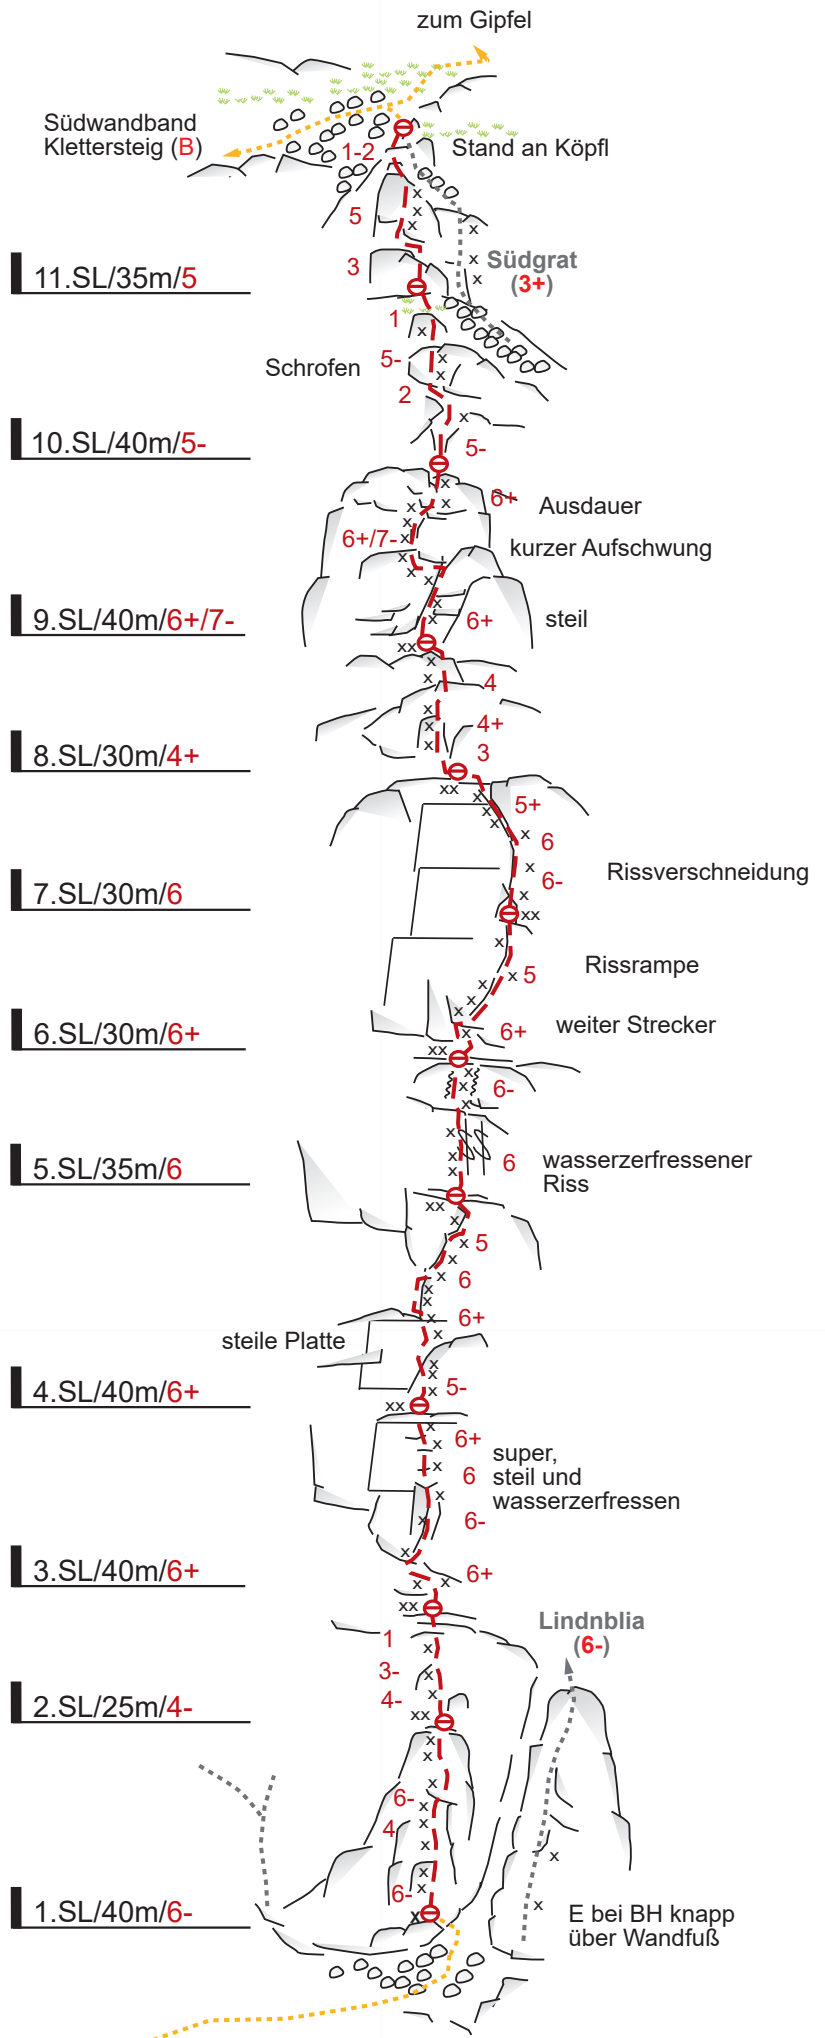 zum Gipfel
Südwandband
Klettersteig (B)
1-2
Stand an Köpfl
5
11.SL/35m/5
3
Südgrat
(3+)
1
Schrofen
5-
2
10.SL/40m/5-
5-
6+
Ausdauer
6+/7-
kurzer Aufschwung
9.SL/40m/6+/7-
6+
steil
4
4+
8.SL/30m/4+
3
5+
6
6-
Rissverschneidung
7.SL/30m/6
5
Rissrampe
6.SL/30m/6+
6+
weiter Strecker
6-
5.SL/35m/6
6
wasserzerfressener
Riss
5
6
6+
steile Platte
4.SL/40m/6+
5-
6+
6
super,
steil und
wasserzerfressen
6-
3.SL/40m/6+
6+
Lindnblia
(6-)
1
3-
4-
2.SL/25m/4-
6-
4
6-
1.SL/40m/6-
E bei BH knapp
über Wandfuß